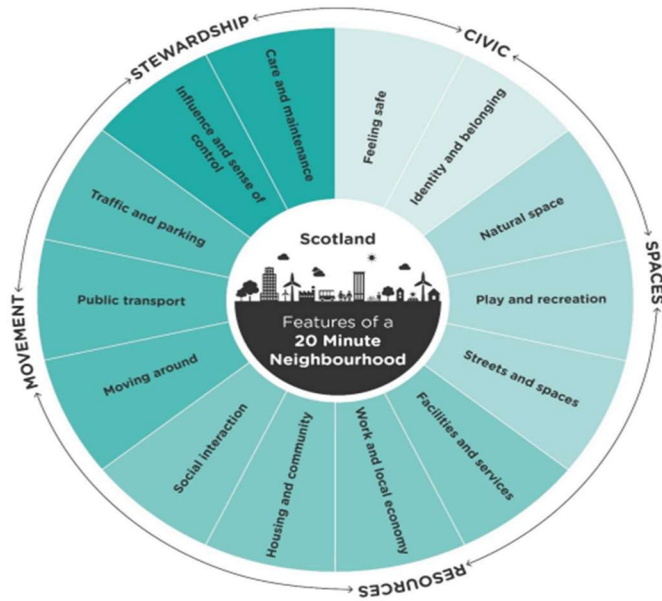 STEWARDSHIP
CIVIC
SPACES
RESOURCES
MOVEMENT
Care and maintenance
Feeling safe
Identity and belonging
Natural space
Play and recreation
Streets and spaces
Facilities and services
Work and local economy
Housing and community
Social interaction
Moving around
Public transport
Traffic and parking
Influence and sense of
control
Scotland
Features of a
20 Minute
Neighbourhood